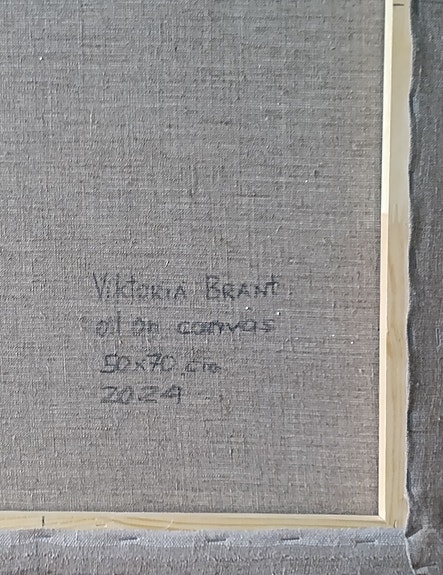 Viktoria BRANT
oil on canvas
50x70 cm
2024